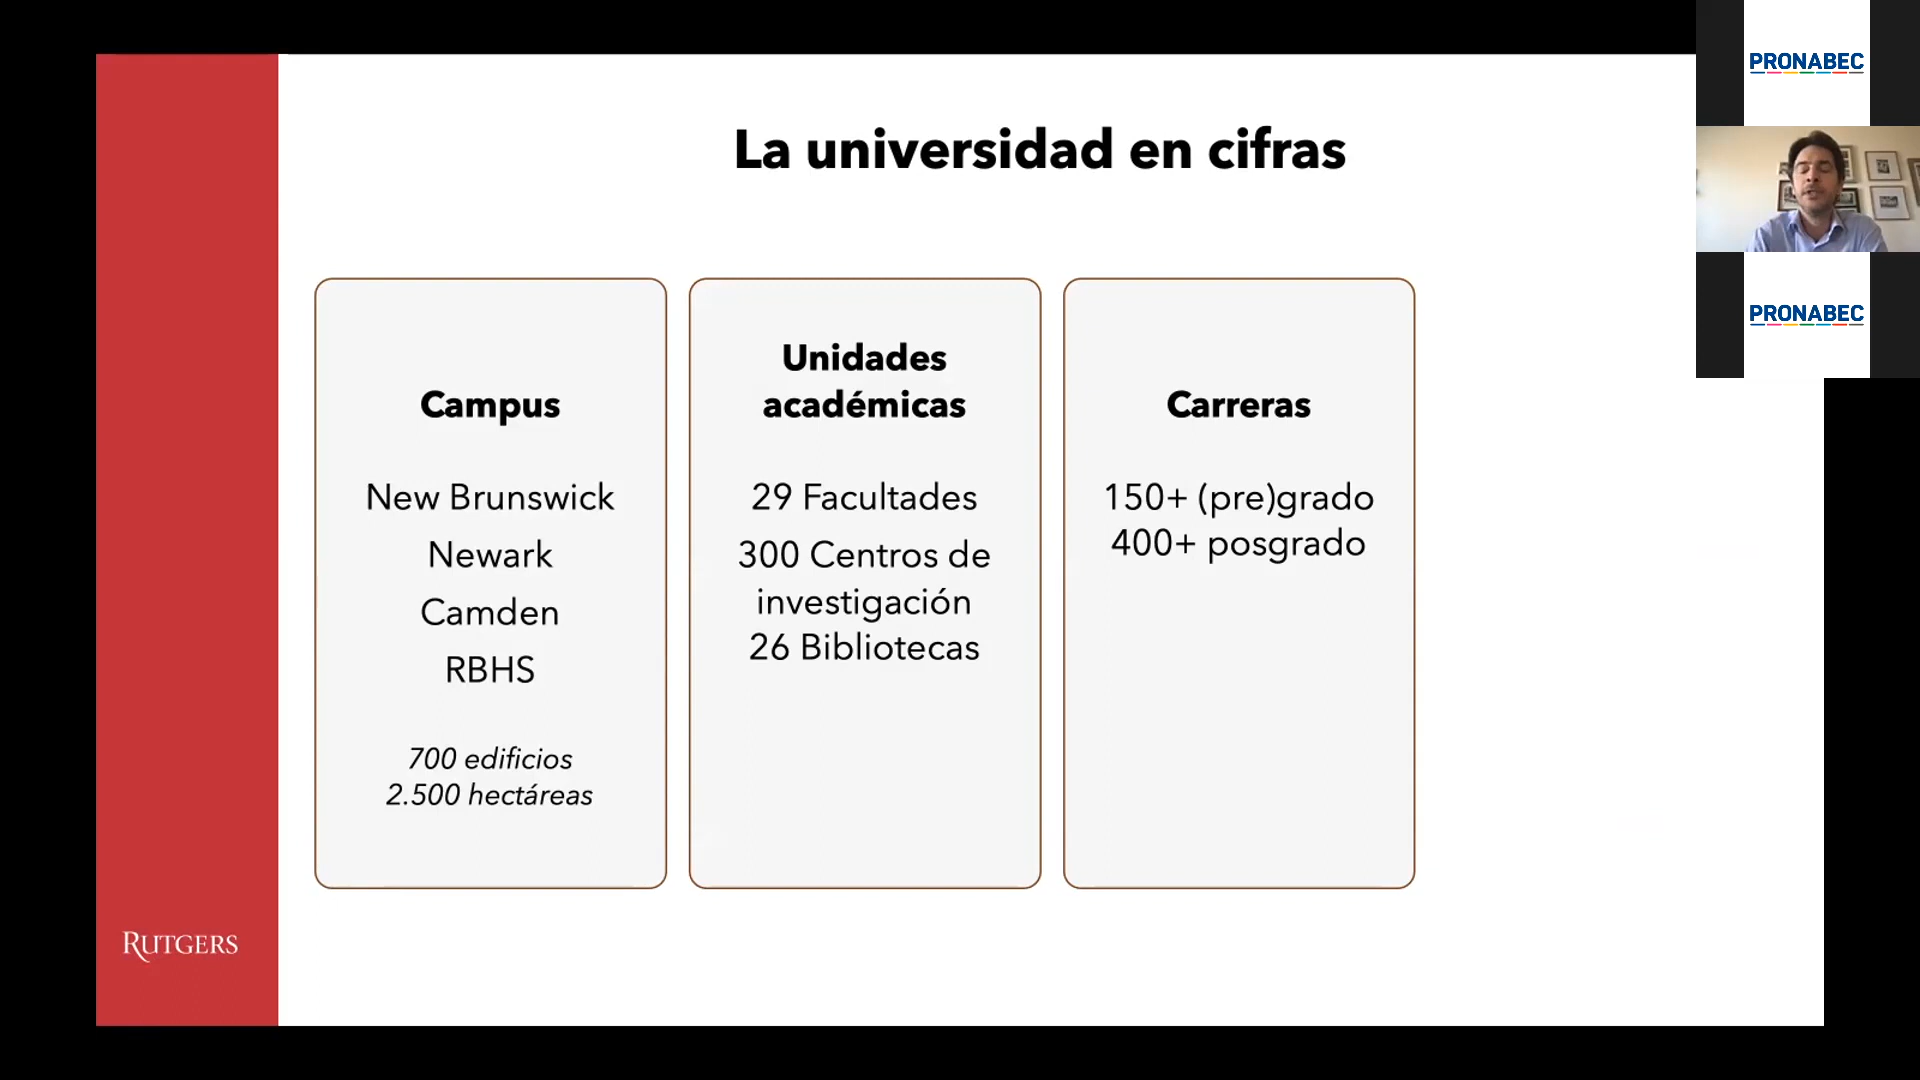 La universidad en cifras
Campus
New Brunswick
Newark
Camden
RBHS
700 edificios
2.500 hectáreas
Unidades
académicas
29 Facultades
300 Centros de
investigación
26 Bibliotecas
Carreras
150+ (pre)grado
400+ posgrado
RUTGERS
PRONABEC
PRONABEC